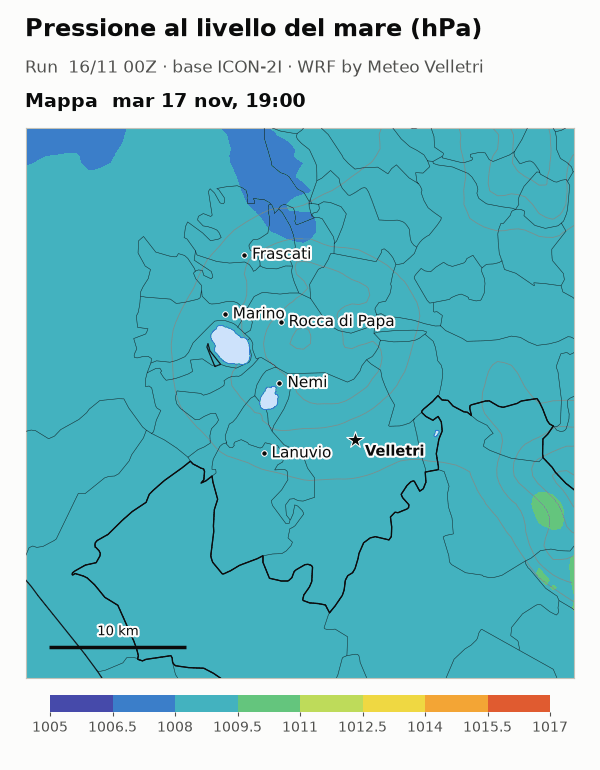 Pressione al livello del mare (hPa)
Run  16/11 00Z · base ICON-2I · WRF by Meteo Velletri
Mappa  mar 17 nov, 19:00
Frascati
Marino
Rocca di Papa
Nemi
Velletri
Lanuvio
10 km
1005 1006.5 1008 1009.5 1011 1012.5 1014 1015.5 1017